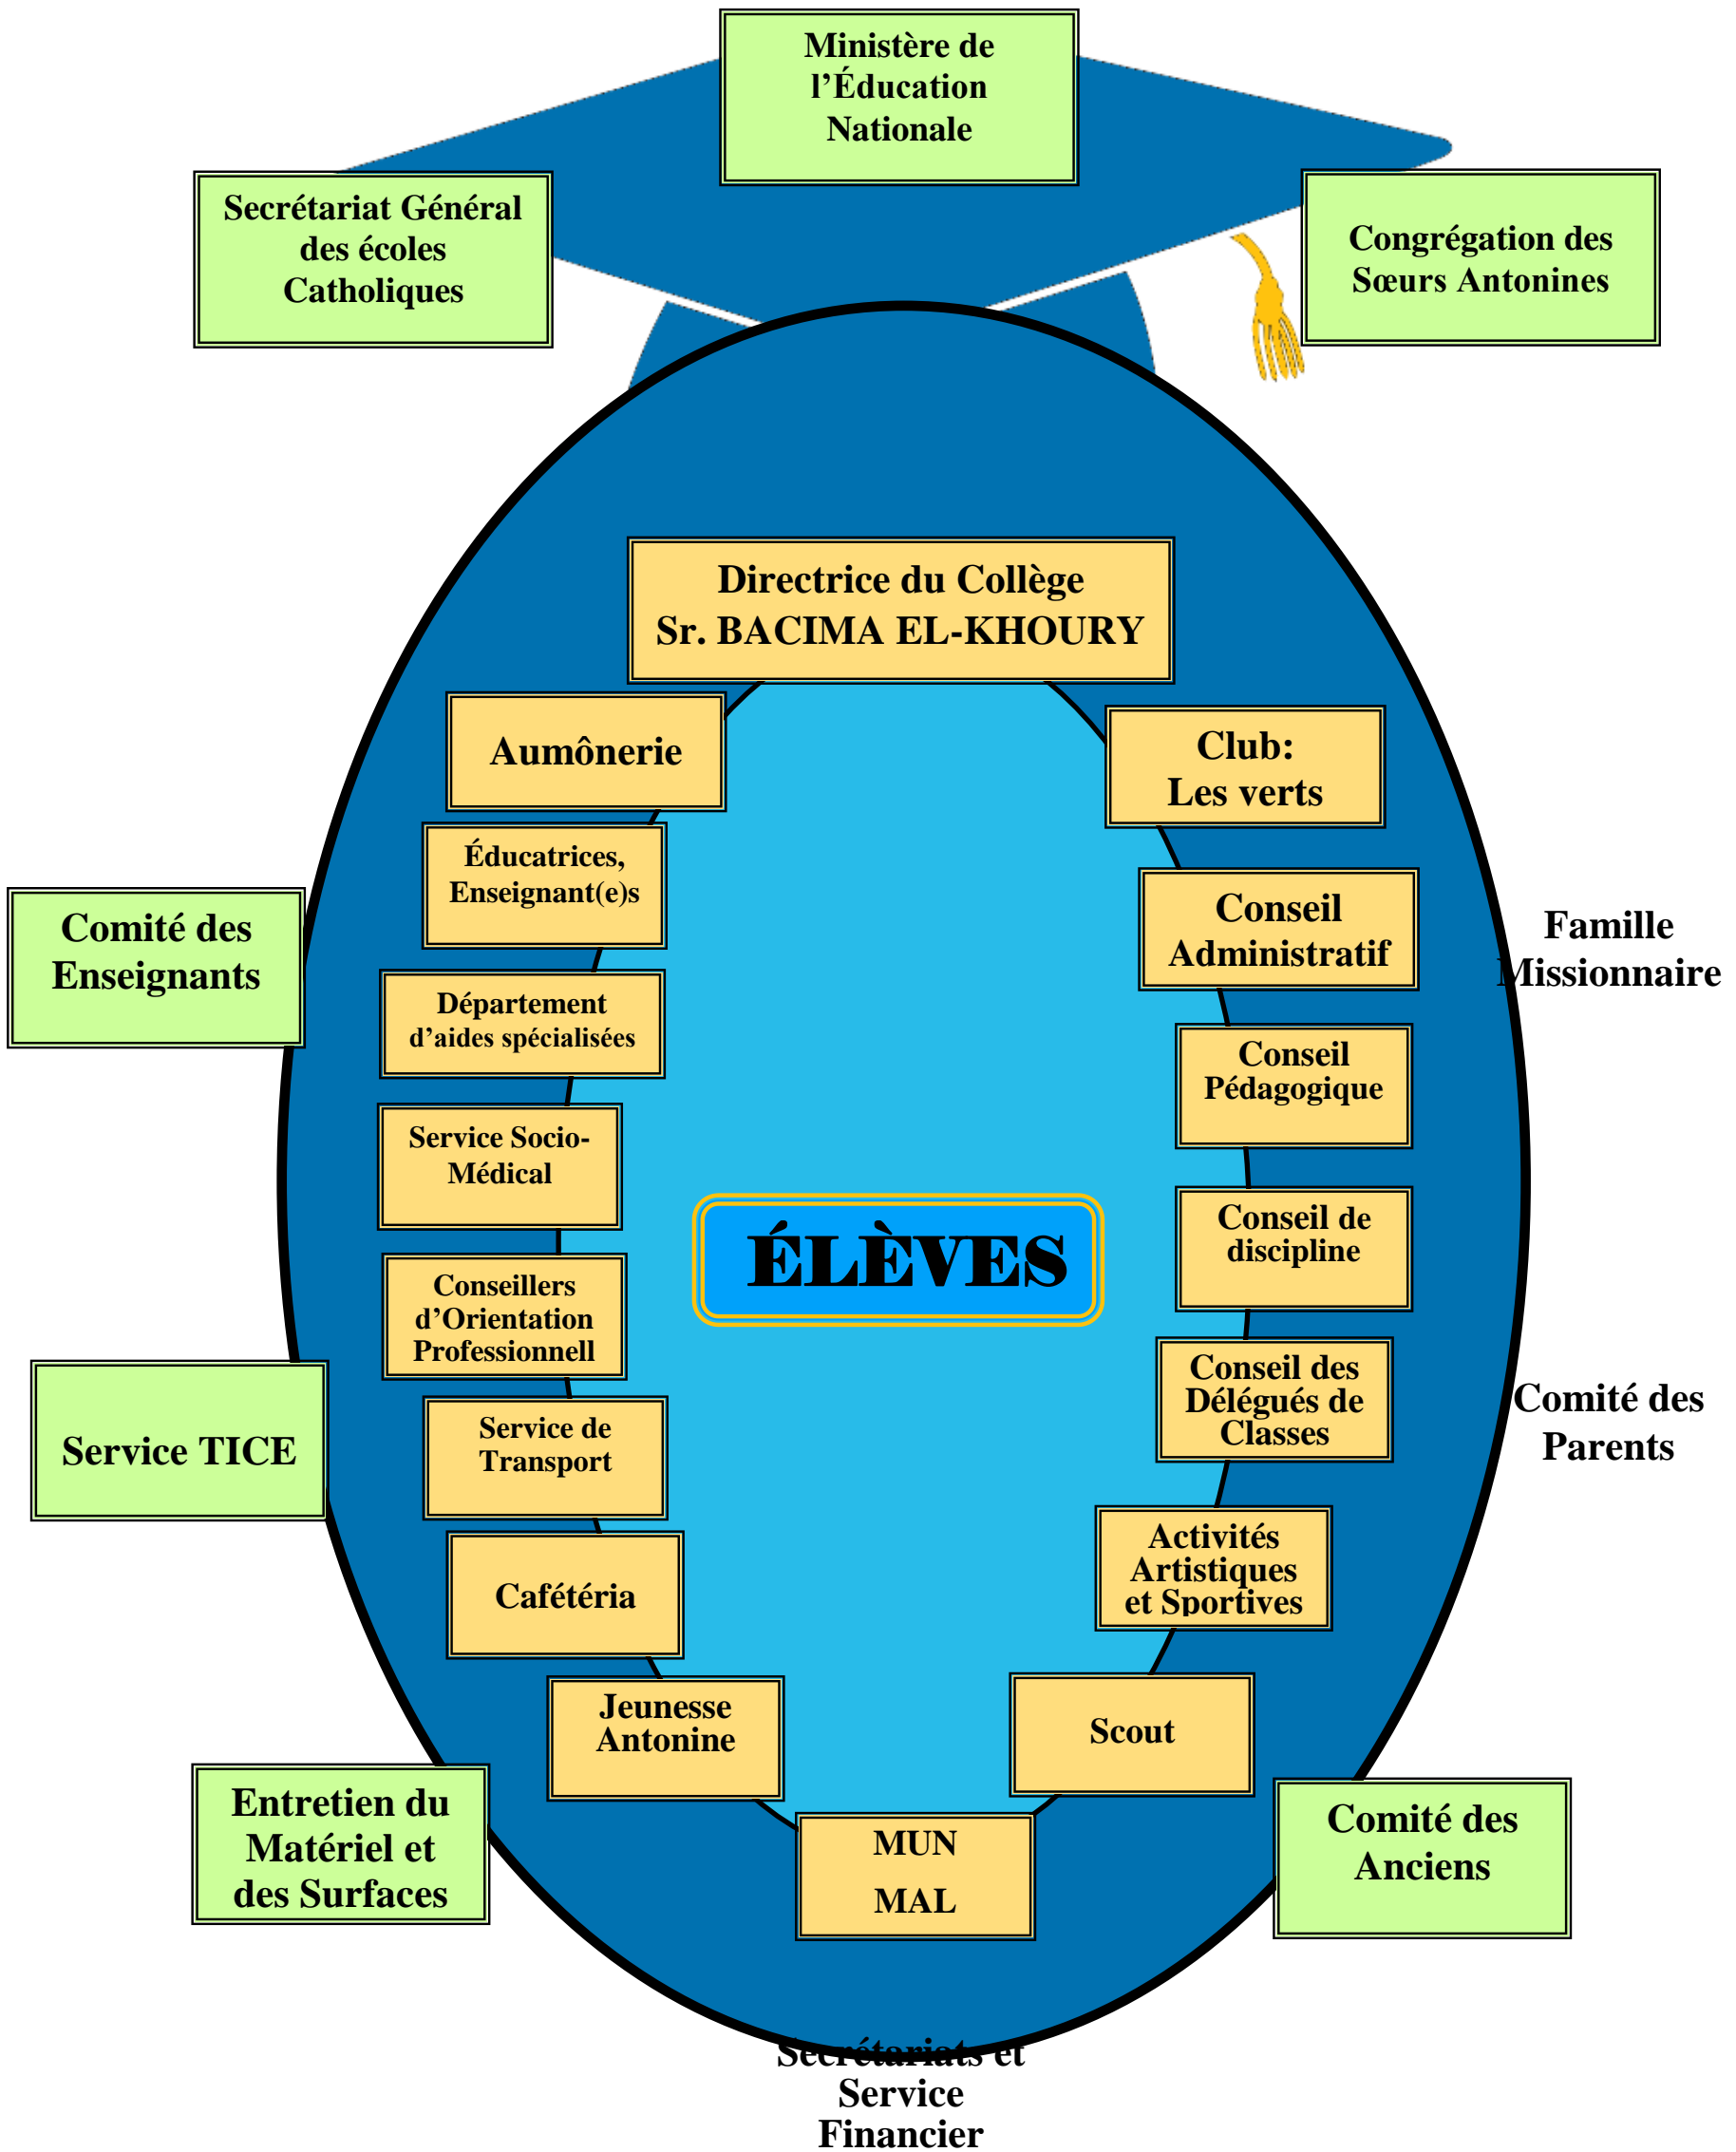 Ministère de
l’Éducation
Nationale
Secrétariat Général
des écoles
Catholiques
Congrégation des
Sœurs Antonines
Directrice du Collège
Sr. BACIMA EL-KHOURY
Aumônerie
Club:
Les verts
Éducatrices,
Enseignant(e)s
Conseil
Administratif
Comité des
Enseignants
Famille
Missionnaire
Département
d’aides spécialisées
Conseil
Pédagogique
Service Socio-
Médical
Conseil de
discipline
ÉLÈVES
Conseillers
d’Orientation
Professionnell
Conseil des
Délégués de
Classes
Service TICE
Comité des
Parents
Service de
Transport
Activités
Artistiques
et Sportives
Cafétéria
Jeunesse
Antonine
Scout
Entretien du
Matériel et
des Surfaces
MUN
MAL
Comité des
Anciens
Secrétariats et
Service
Financier